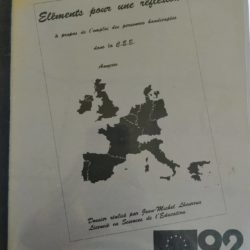 Eléments pour une réflexion
à propos de l'emploi des personnes handicapées
dans la C.E.E.
Dossier réalisé par Jean-Michel
Licencié en Sciences de l'Education
92